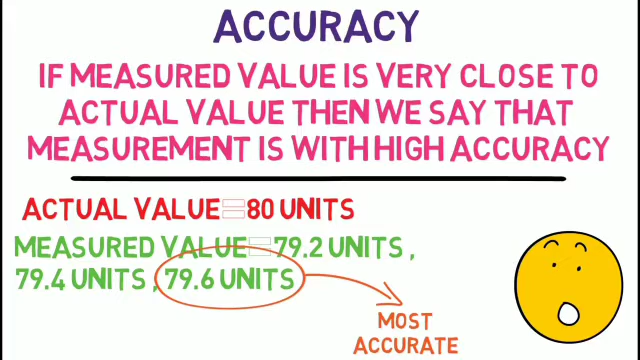 ACCURACY
IF MEASURED VALUE IS VERY CLOSE TO
ACTUAL VALUE THEN WE SAY THAT
MEASUREMENT IS WITH HIGH ACCURACY
ACTUAL VALUE=80 UNITS
MEASURED VALUE=79.2 UNITS ,
79.4 UNITS , 79.6 UNITS
MOST
ACCURATE